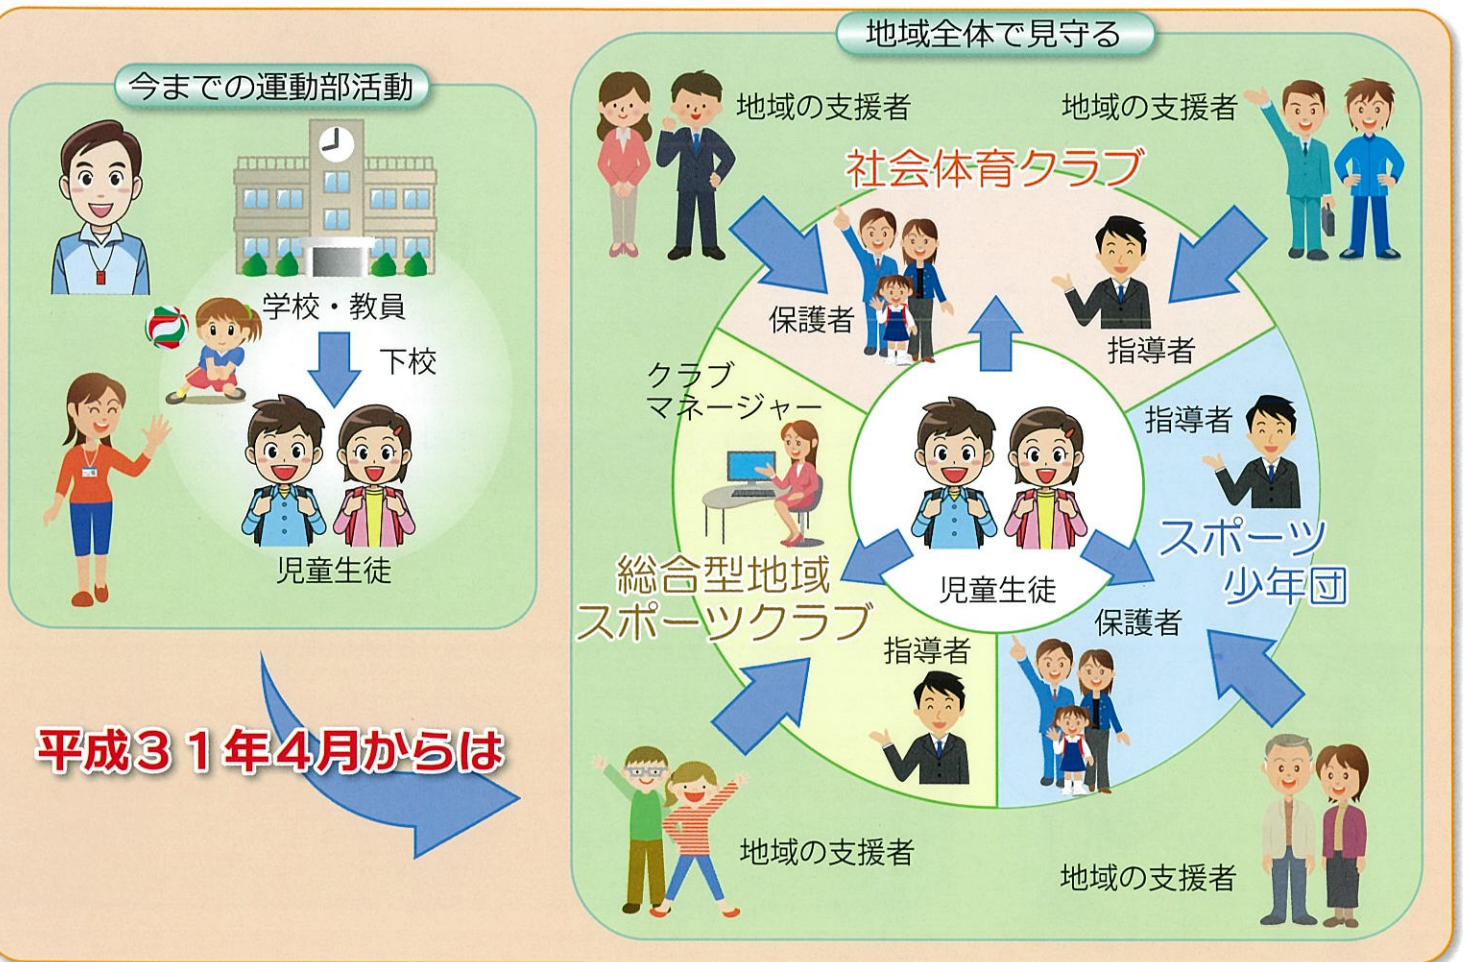 今までの運動部活動
学校・教員
下校
児童生徒
平成３１年４月からは
地域全体で見守る
地域の支援者
地域の支援者
社会体育クラブ
保護者
指導者
クラブ
マネージャー
指導者
スポーツ
少年団
総合型地域
スポーツクラブ
児童生徒
保護者
指導者
地域の支援者
地域の支援者